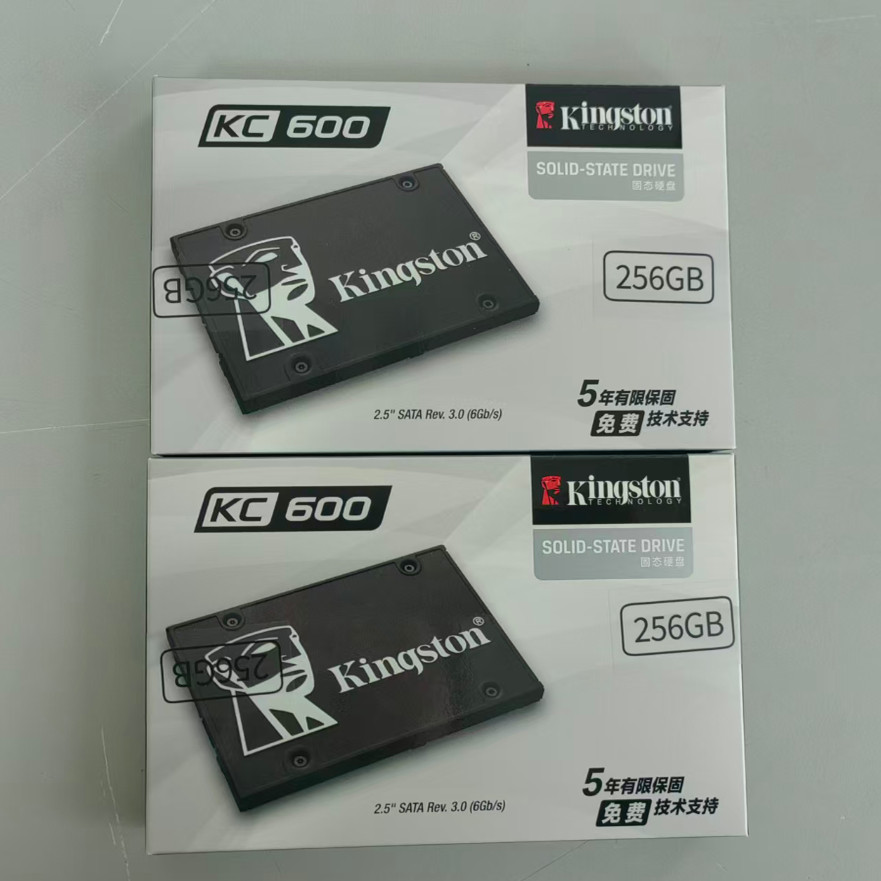 KC 600
Kingston
TECHNOLOGY
SOLID-STATE DRIVE
固态硬盘
Kingston®
256GB
256GB
2.5" SATA Rev. 3.0 (6Gb/s)
5年有限保固
免费 技术支持
KC 600
Kingston
TECHNOLOGY
SOLID-STATE DRIVE
固态硬盘
Kingston®
256GB
256GB
2.5" SATA Rev. 3.0 (6Gb/s)
5年有限保固
免费 技术支持